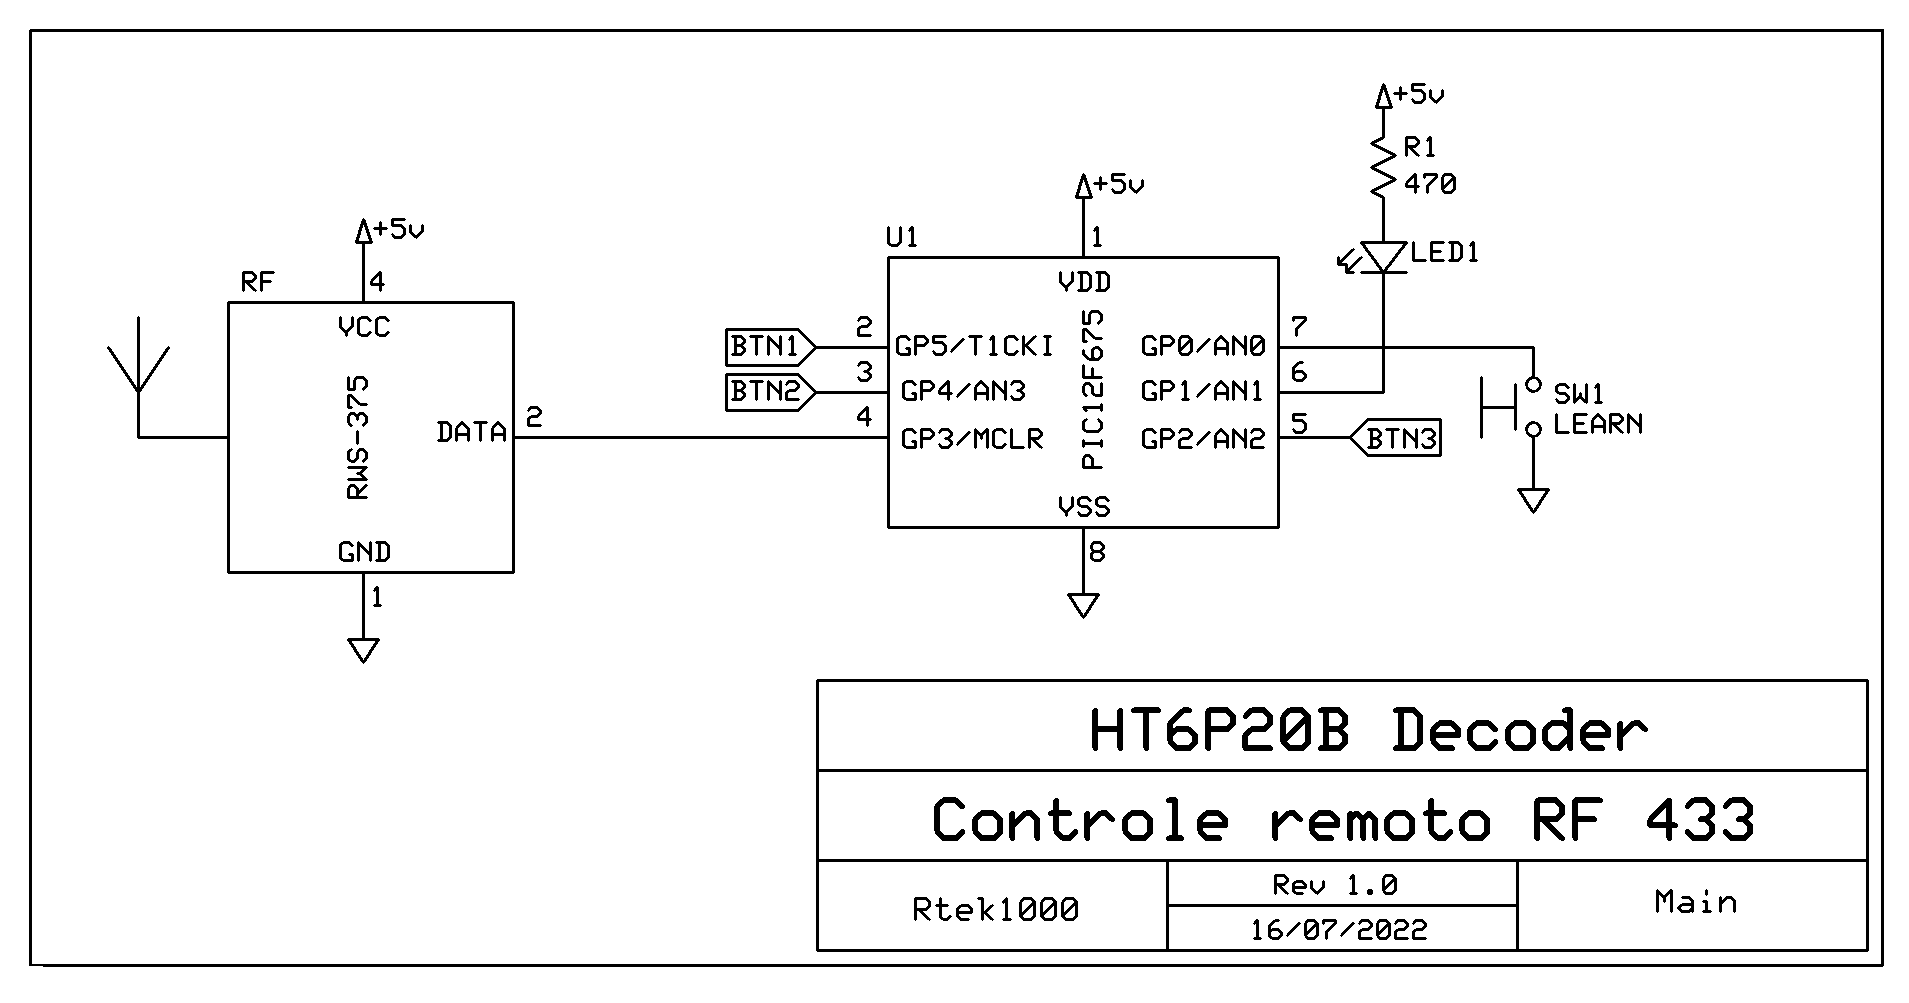 +5v
R1
470
LED1
+5v
1
U1
VDD
PIC12F675
2
GP5/T1CKI
BTN1
3
GP4/AN3
BTN2
4
GP3/MCLR
7
GP0/AN0
6
GP1/AN1
5
GP2/AN2
BTN3
SW1
LEARN
VSS
8
+5v
4
RF
VCC
RWS-375
DATA
2
GND
1
HT6P20B Decoder
Controle remoto RF 433
Rtek1000
Rev 1.0
16/07/2022
Main